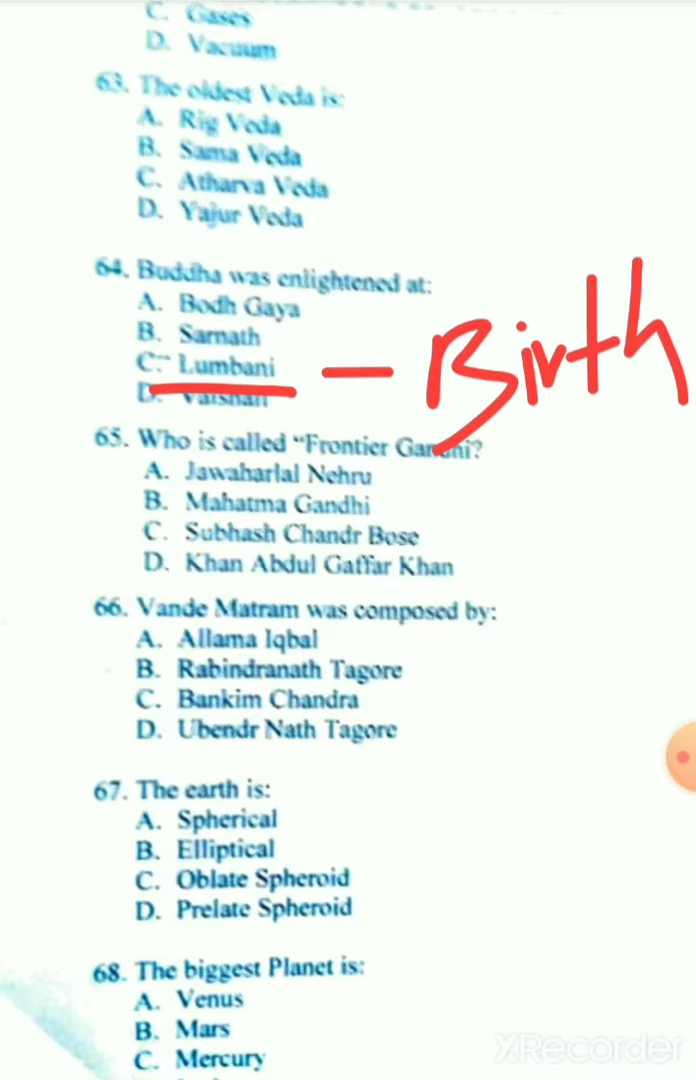 C. Gases
D. Vacuum
63. The oldest Veda is:
A. Rig Veda
B. Sama Veda
C. Atharva Veda
D. Yajur Veda
64. Buddha was enlightened at:
A. Bodh Gaya
B. Sarnath
C. Lumbani - Birth
D. Vaishali
65. Who is called "Frontier Gandhi?
A. Jawaharlal Nehru
B. Mahatma Gandhi
C. Subhash Chandr Bose
D. Khan Abdul Gaffar Khan
66. Vande Matram was composed by:
A. Allama Iqbal
B. Rabindranath Tagore
C. Bankim Chandra
D. Ubendr Nath Tagore
67. The earth is:
A. Spherical
B. Elliptical
C. Oblate Spheroid
D. Prelate Spheroid
68. The biggest Planet is:
A. Venus
B. Mars
C. Mercury
XRecorder